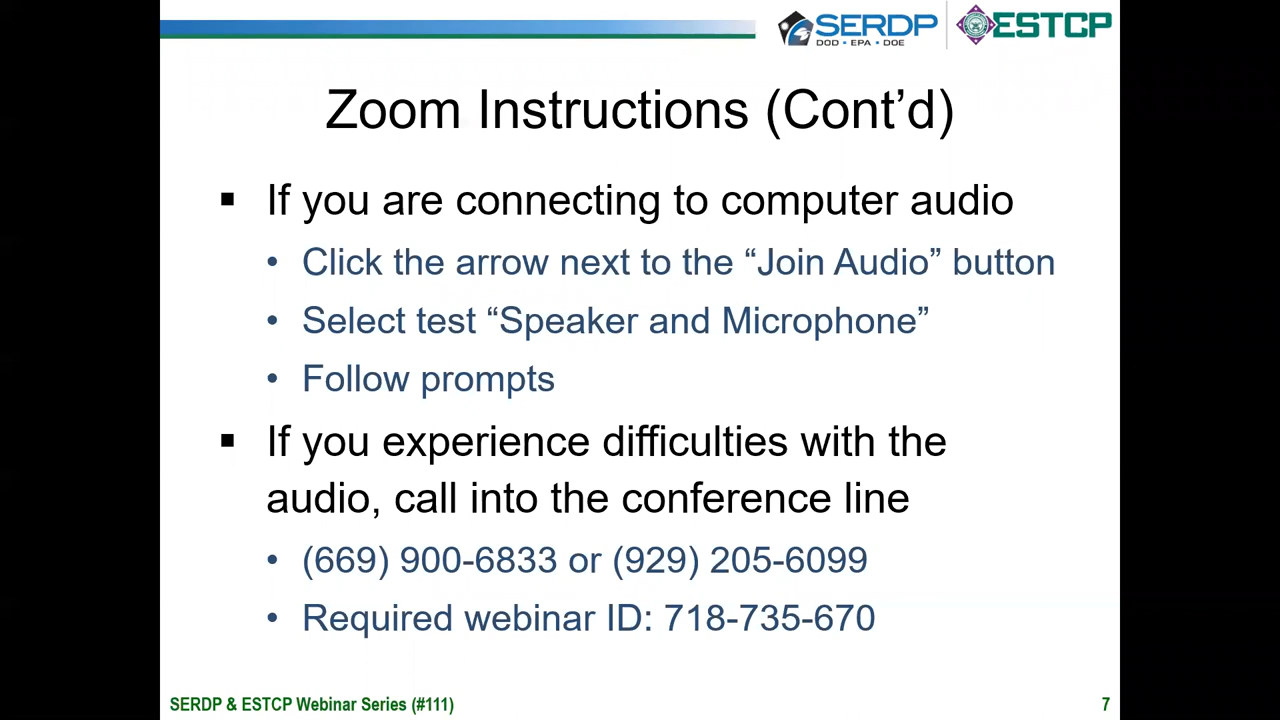 SERDP
DOD • EPA • DOE
ESTCP
Zoom Instructions (Cont’d)
▪ If you are connecting to computer audio
• Click the arrow next to the “Join Audio” button
• Select test “Speaker and Microphone”
• Follow prompts
▪ If you experience difficulties with the
audio, call into the conference line
• (669) 900-6833 or (929) 205-6099
• Required webinar ID: 718-735-670
SERDP & ESTCP Webinar Series (#111)
7